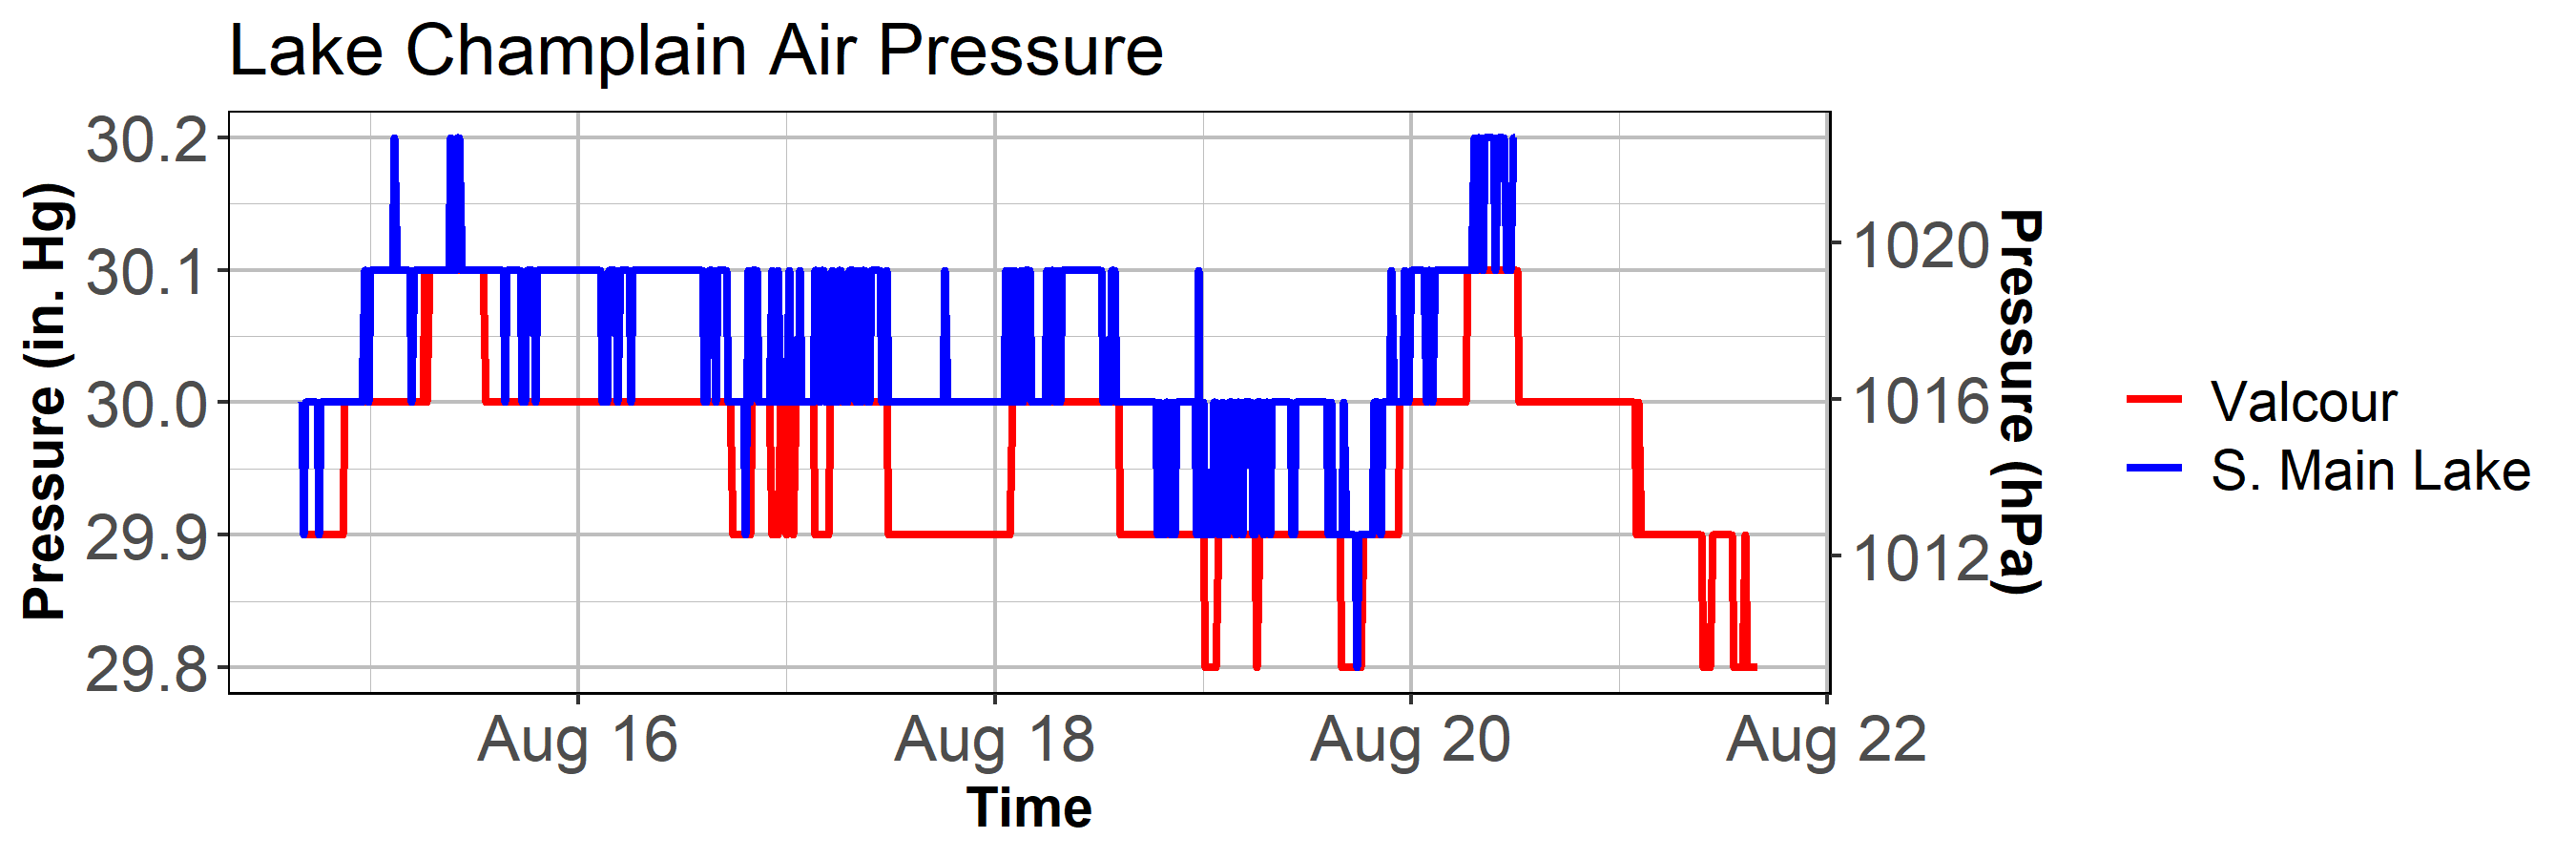 Lake Champlain Air Pressure
Pressure (in. Hg)
30.2
30.1
30.0
29.9
29.8
1020
1016
1012
Pressure (hPa)
Valcour
S. Main Lake
Aug 16
Aug 18
Aug 20
Aug 22
Time